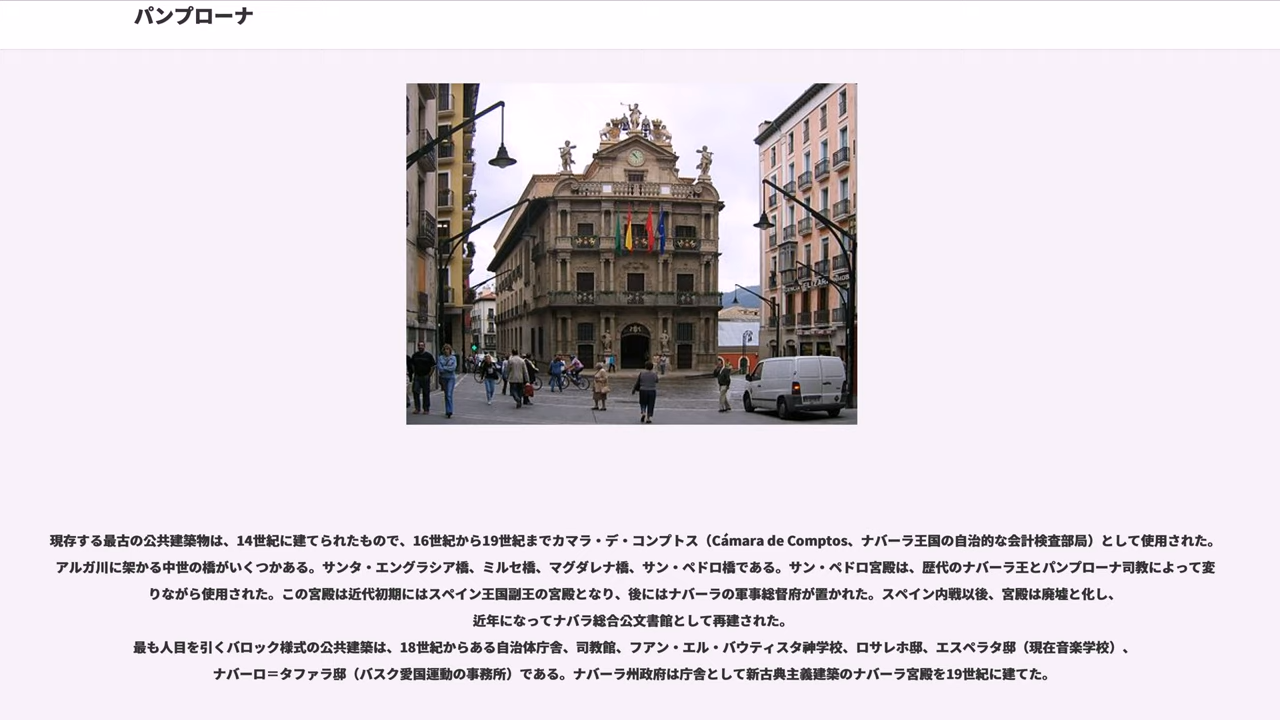 パンプローナ
現存する最古の公共建築物は、14世紀に建てられたもので、16世紀から19世紀までカマラ・デ・コンプトス（Cámara de Comptos、ナバーラ王国の自治的な会計検査部局）として使用された。
アルガ川に架かる中世の橋がいくつかある。サンタ・エングラシア橋、ミルセ橋、マグダレナ橋、サン・ペドロ橋である。サン・ペドロ宮殿は、歴代のナバーラ王とパンプローナ司教によって変
りながら使用された。この宮殿は近代初期にはスペイン王国副王の宮殿となり、後にはナバーラの軍事総督府が置かれた。スペイン内戦以後、宮殿は廃墟と化し、
近年になってナバラ総合公文書館として再建された。
最も人目を引くバロック様式の公共建築は、18世紀からある自治体庁舎、司教館、フアン・エル・バウティスタ神学校、ロサレホ邸、エスペラタ邸（現在音楽学校）、
ナバーロ＝タファラ邸（バスク愛国運動の事務所）である。ナバーラ州政府は庁舎として新古典主義建築のナバーラ宮殿を19世紀に建てた。